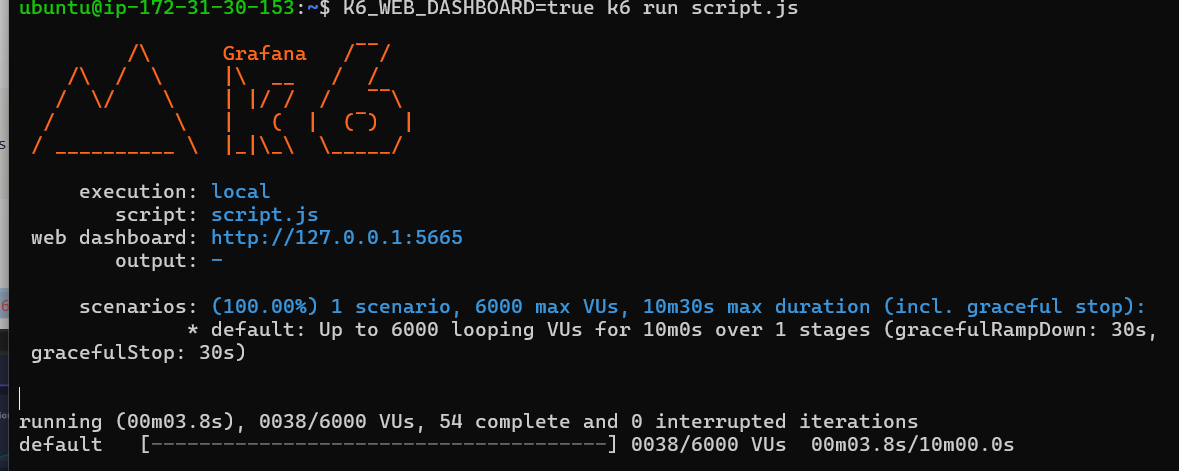 ubuntu@ip-172-31-30-153:~$ K6_WEB_DASHBOARD=true k6 run script.js
Grafana
k6
execution: local
script: script.js
web dashboard: http://127.0.0.1:5665
output: -
scenarios: (100.00%) 1 scenario, 6000 max VUs, 10m30s max duration (incl. graceful stop):
* default: Up to 6000 looping VUs for 10m0s over 1 stages (gracefulRampDown: 30s,
gracefulStop: 30s)
running (00m03.8s), 0038/6000 VUs, 54 complete and 0 interrupted iterations
default [--------------------------------------] 0038/6000 VUs 00m03.8s/10m00.0s